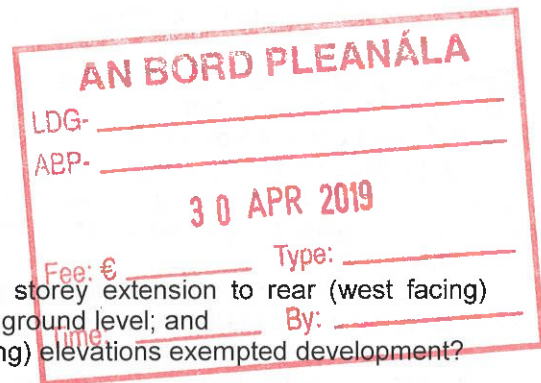 AN BORD PLEANÁLA
LDG-
ABP-
30 APR 2019
Fee: € Type:
storey extension to rear (west facing)
ground level; and
Time: By:
ng) elevations exempted development?